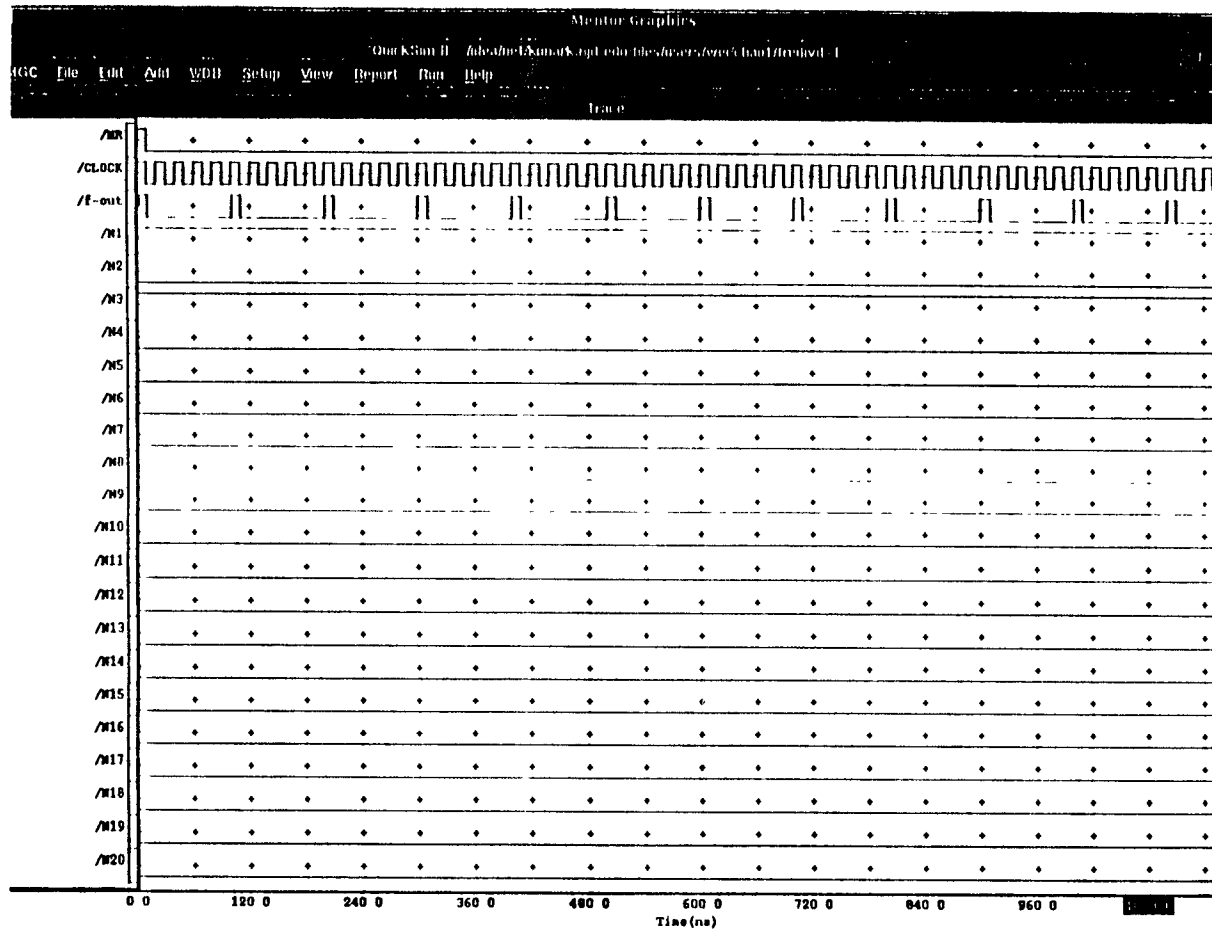 Mentor Graphics
QuickSim II
MGC File Edit Add WDB Setup View Report Run Help
Trace
/MR
/CLOCK
/f-out
/N1
/N2
/N3
/N4
/N5
/N6
/N7
/N8
/N9
/N10
/N11
/N12
/N13
/N14
/N15
/N16
/N17
/N18
/N19
/N20
0 0 120 0 240 0 360 0 480 0 600 0 720 0 840 0 960 0
Time(ns)